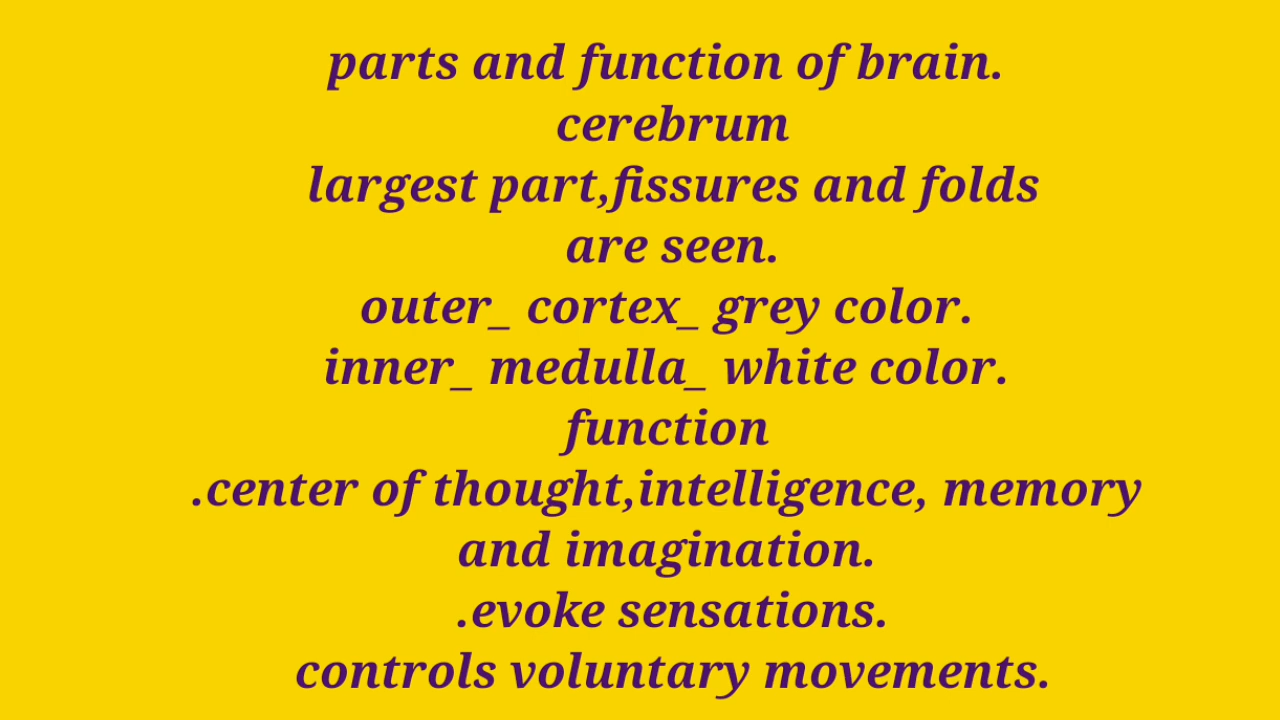 parts and function of brain.
cerebrum
largest part,fissures and folds
are seen.
outer_ cortex_ grey color.
inner_ medulla_ white color.
function
.center of thought,intelligence, memory
and imagination.
.evoke sensations.
controls voluntary movements.